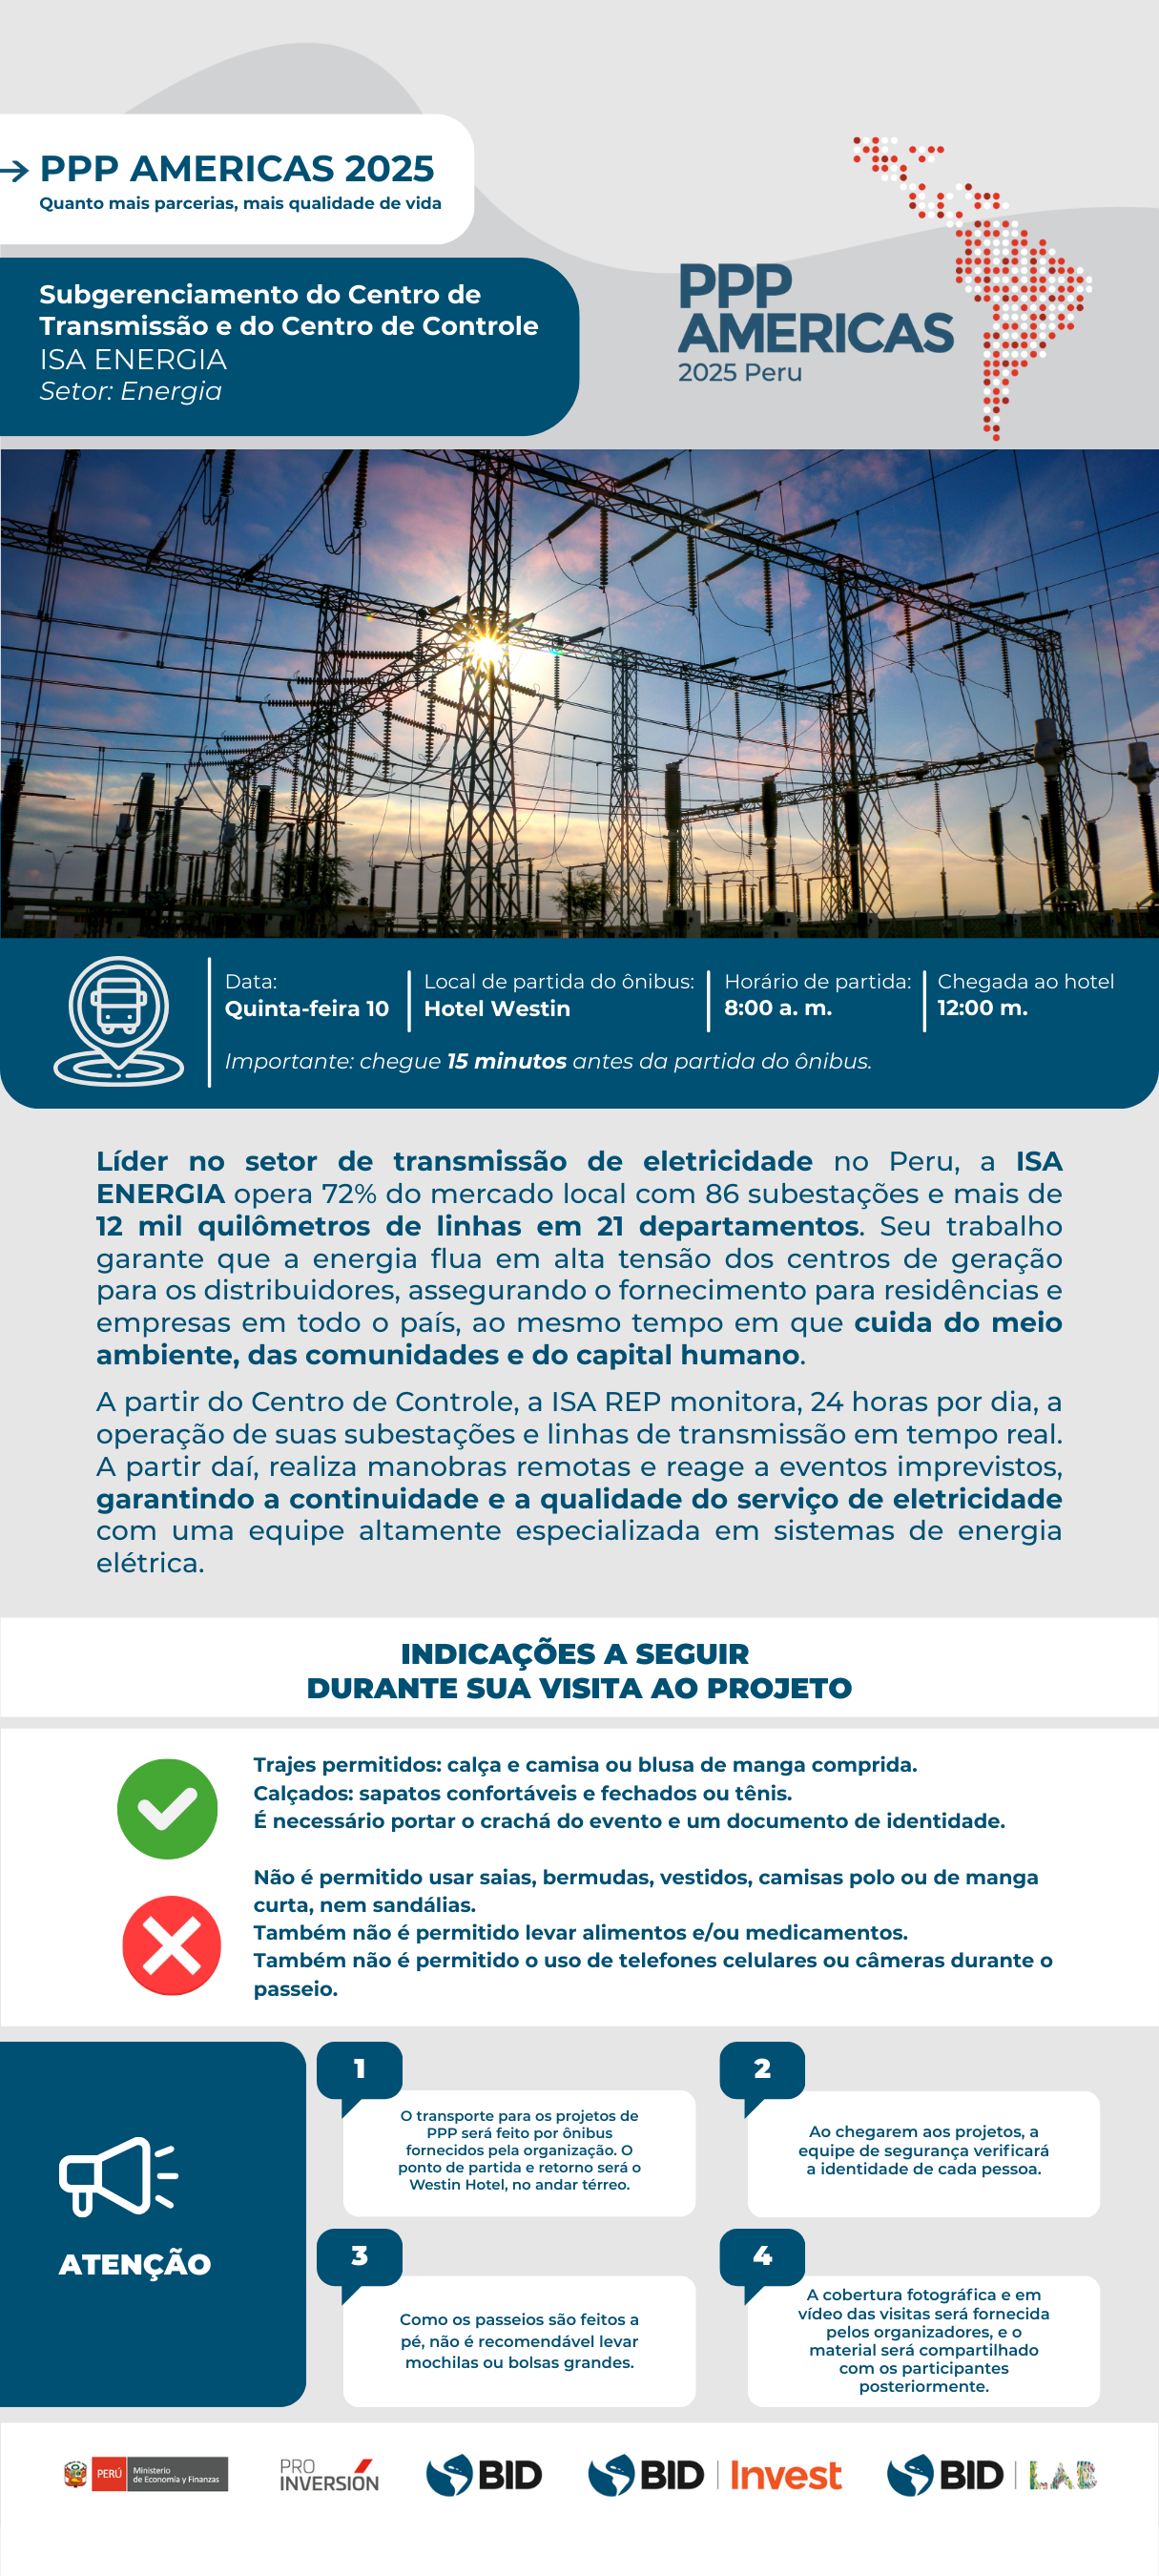 PPP AMERICAS 2025
Quanto mais parcerias, mais qualidade de vida
Subgerenciamento do Centro de
Transmissão e do Centro de Controle
ISA ENERGIA
Setor: Energia
PPP
AMERICAS
2025 Peru
Data:
Quinta-feira 10
Local de partida do ônibus:
Hotel Westin
Horário de partida:
8:00 a. m.
Chegada ao hotel
12:00 m.
Importante: chegue 15 minutos antes da partida do ônibus.
Líder no setor de transmissão de eletricidade no Peru, a ISA
ENERGIA opera 72% do mercado local com 86 subestações e mais de
12 mil quilômetros de linhas em 21 departamentos. Seu trabalho
garante que a energia flua em alta tensão dos centros de geração
para os distribuidores, assegurando o fornecimento para residências e
empresas em todo o país, ao mesmo tempo em que cuida do meio
ambiente, das comunidades e do capital humano.
A partir do Centro de Controle, a ISA REP monitora, 24 horas por dia, a
operação de suas subestações e linhas de transmissão em tempo real.
A partir daí, realiza manobras remotas e reage a eventos imprevistos,
garantindo a continuidade e a qualidade do serviço de eletricidade
com uma equipe altamente especializada em sistemas de energia
elétrica.
INDICAÇÕES A SEGUIR
DURANTE SUA VISITA AO PROJETO
Trajes permitidos: calça e camisa ou blusa de manga comprida.
Calçados: sapatos confortáveis e fechados ou tênis.
É necessário portar o crachá do evento e um documento de identidade.
Não é permitido usar saias, bermudas, vestidos, camisas polo ou de manga
curta, nem sandálias.
Também não é permitido levar alimentos e/ou medicamentos.
Também não é permitido o uso de telefones celulares ou câmeras durante o
passeio.
ATENÇÃO
1
O transporte para os projetos de
PPP será feito por ônibus
fornecidos pela organização. O
ponto de partida e retorno será o
Westin Hotel, no andar térreo.
2
Ao chegarem aos projetos, a
equipe de segurança verificará
a identidade de cada pessoa.
3
Como os passeios são feitos a
pé, não é recomendável levar
mochilas ou bolsas grandes.
4
A cobertura fotográfica e em
vídeo das visitas será fornecida
pelos organizadores, e o
material será compartilhado
com os participantes
posteriormente.
PERÚ
Ministerio
de Economía y Finanzas
PRO
INVERSIÓN
BID
BID Invest
BID LAB